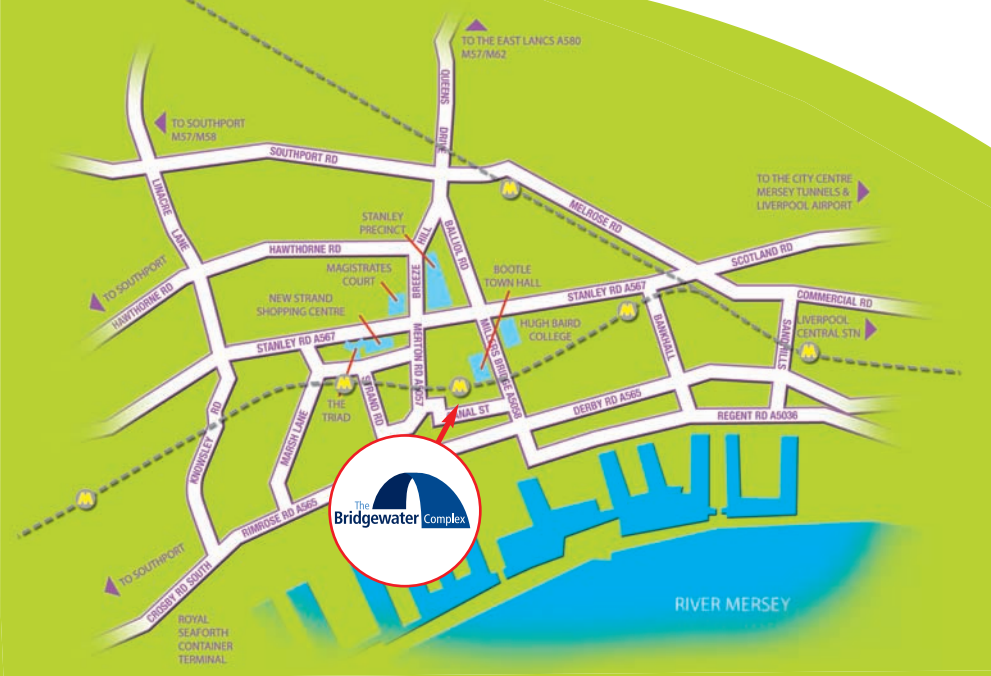 TO THE EAST LANCS A580
M57/M62
QUEENS
DRIVE
TO SOUTHPORT
M57/M58
SOUTHPORT RD
LINACRE
LANE
TO THE CITY CENTRE
MERSEY TUNNELS &
LIVERPOOL AIRPORT
MELROSE RD
STANLEY
PRECINCT
HILL
BALLIOL RD
HAWTHORNE RD
SCOTLAND RD
TO SOUTHPORT
HAWTHORNE RD
MAGISTRATES
COURT
BREEZE
BOOTLE
TOWN HALL
STANLEY RD A567
COMMERCIAL RD
NEW STRAND
SHOPPING CENTRE
HUGH BAIRD
COLLEGE
LIVERPOOL
CENTRAL STN
STANLEY RD A567
MERTON RD A5057
MILLERS BRIDGE A5058
BANKHALL
SANDHILLS
M
M
M
M
M
M
THE
TRIAD
STRAND RD
MARSH LANE
KNOWSLEY
RD
ANAL ST
DERBY RD A565
REGENT RD A5036
The
Bridgewater Complex
RIMROSE RD A565
TO SOUTHPORT
CROSBY RD SOUTH
ROYAL
SEAFORTH
CONTAINER
TERMINAL
RIVER MERSEY